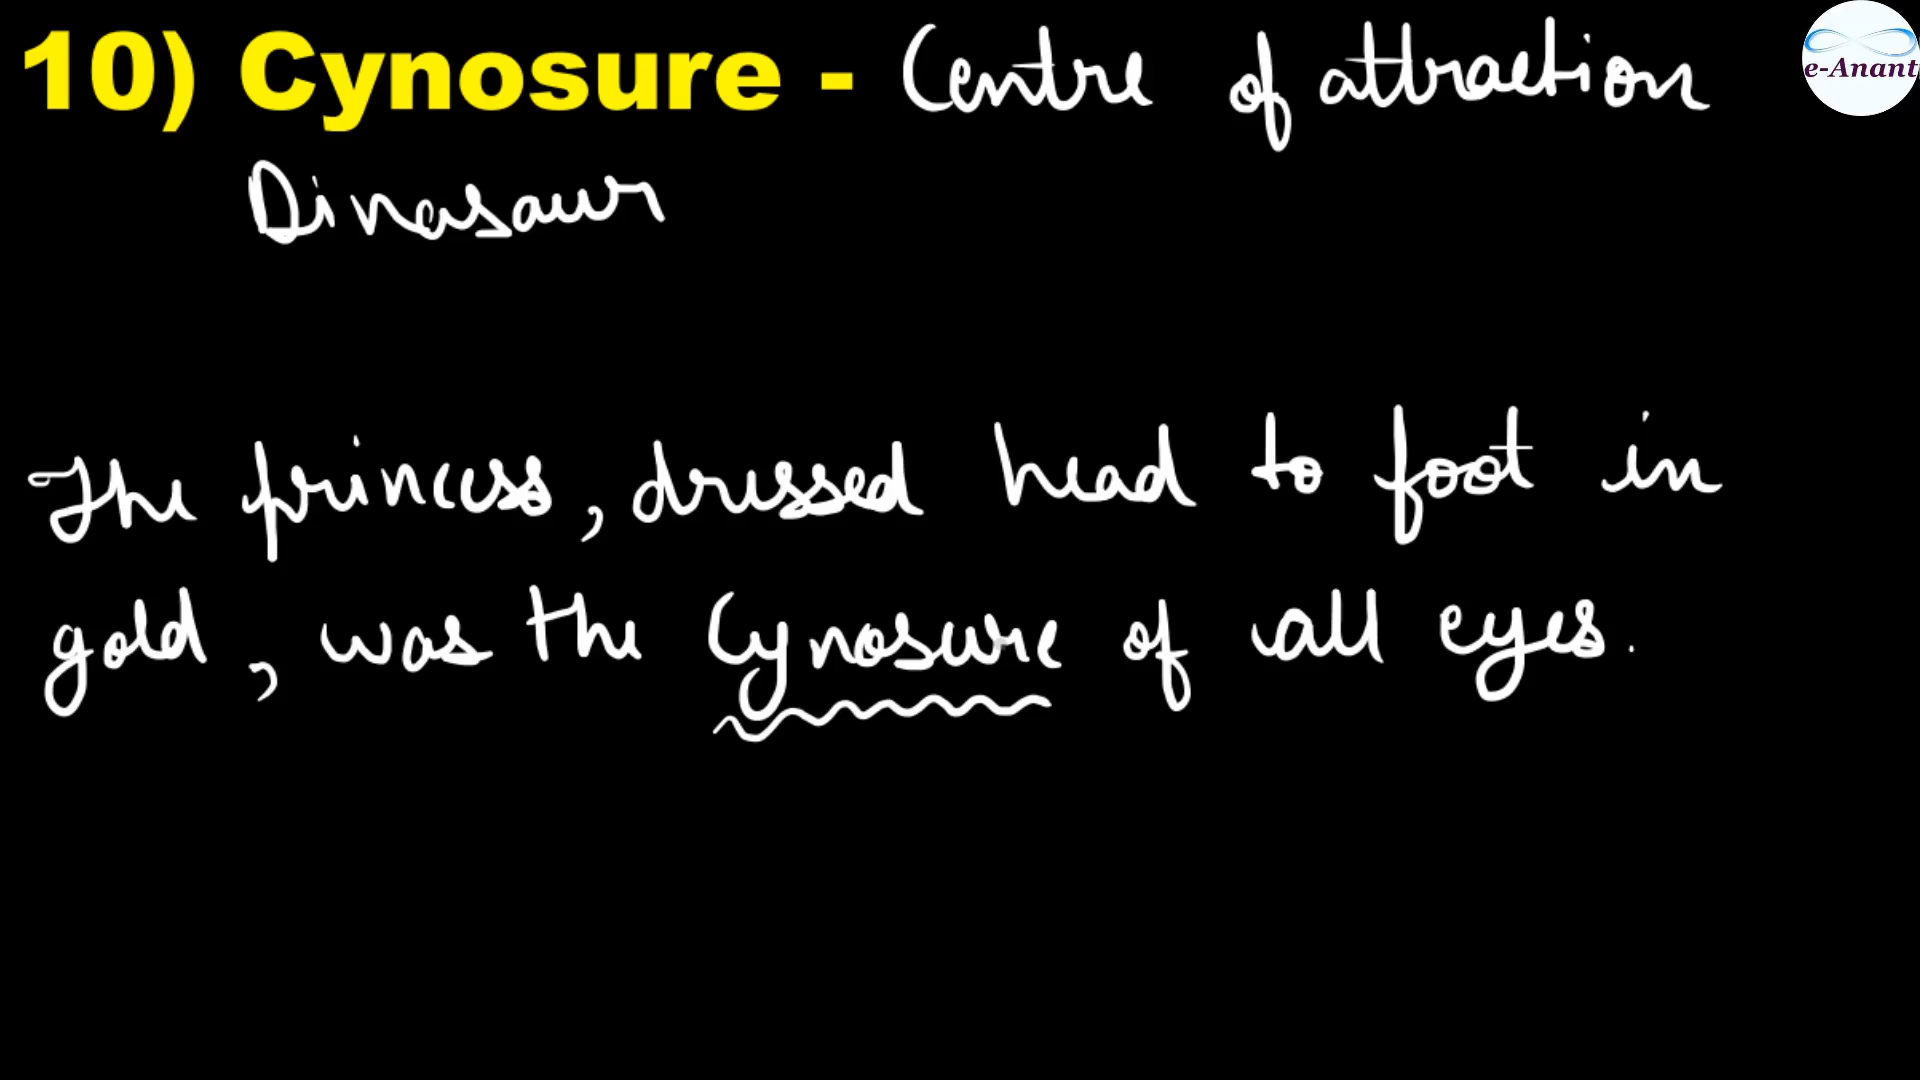 10) Cynosure - Centre of attraction
e-Anant
Dinasaur
The princess, dressed head to foot in
gold, was the Cynosure of all eyes.